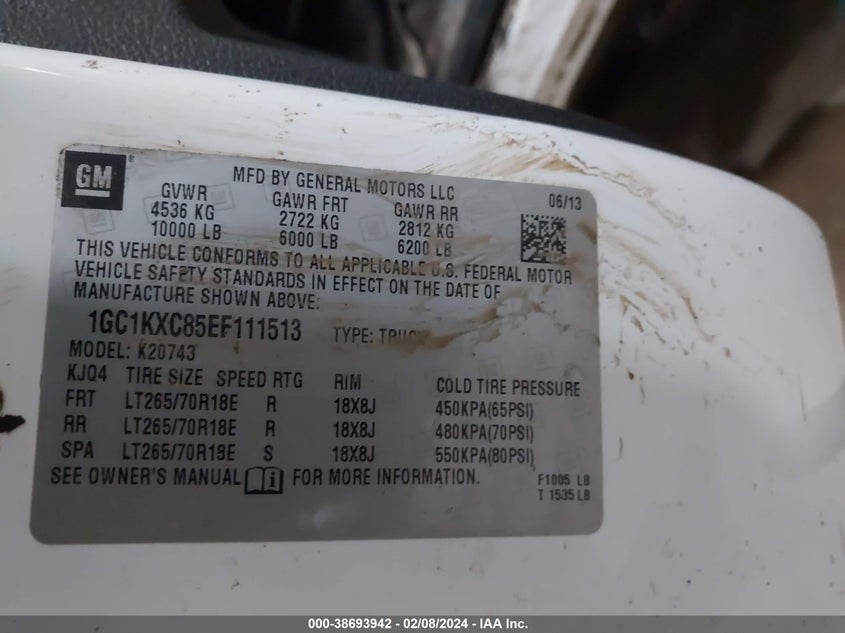 GM
MFD BY GENERAL MOTORS LLC
06/13
GVWR GAWR FRT GAWR RR
4536 KG 2722 KG 2812 KG
10000 LB 6000 LB 6200 LB
THIS VEHICLE CONFORMS TO ALL APPLICABLE U.S. FEDERAL MOTOR
VEHICLE SAFETY STANDARDS IN EFFECT ON THE DATE OF
MANUFACTURE SHOWN ABOVE:
1GC1KXC85EF111513 TYPE: TRUCK
MODEL: K20743
KJQ4 TIRE SIZE SPEED RTG RIM COLD TIRE PRESSURE
FRT LT265/70R18E R 18X8J 450KPA(65PSI)
RR LT265/70R18E R 18X8J 480KPA(70PSI)
SPA LT265/70R18E S 18X8J 550KPA(80PSI)
SEE OWNER'S MANUAL FOR MORE INFORMATION.
F1005 LB
T 1535 LB
000-38693942 - 02/08/2024 - IAA Inc.